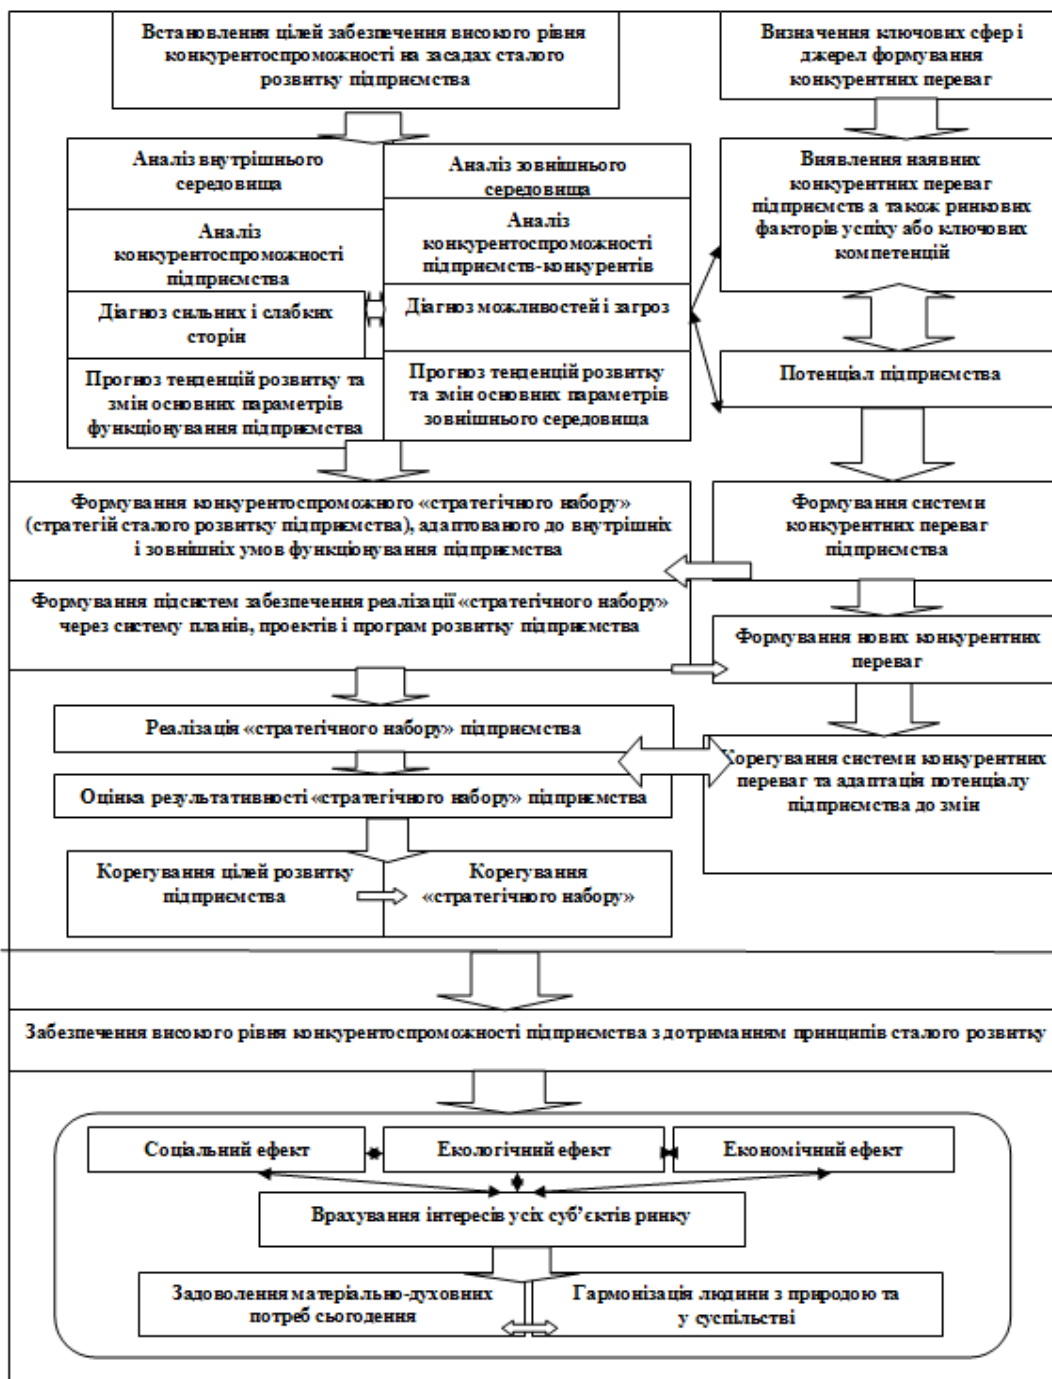 Встановлення цілей забезпечення високого рівня
конкурентоспроможності на засадах сталого
розвитку підприємства
Визначення ключових сфер і
джерел формування
конкурентних переваг
Аналіз внутрішнього
середовища
Аналіз зовнішнього
середовища
Виявлення наявних
конкурентних переваг
підприємств а також ринкових
факторів успіху або ключових
компетенцій
Аналіз
конкурентоспроможності
підприємства
Аналіз
конкурентоспроможності
підприємств-конкурентів
Діагноз сильних і слабких
сторін
Діагноз можливостей і загроз
Потенціал підприємства
Прогноз тенденцій розвитку та
змін основних параметрів
функціонування підприємства
Прогноз тенденцій розвитку
та змін основних параметрів
зовнішнього середовища
Формування конкурентоспроможного «стратегічного набору»
(стратегій сталого розвитку підприємства), адаптованого до внутрішніх
і зовнішніх умов функціонування підприємства
Формування системи
конкурентних переваг
підприємства
Формування підсистем забезпечення реалізації «стратегічного набору»
через систему планів, проектів і програм розвитку підприємства
Формування нових конкурентних
переваг
Реалізація «стратегічного набору» підприємства
Корегування системи конкурентних
переваг та адаптація потенціалу
підприємства до змін
Оцінка результативності «стратегічного набору» підприємства
Корегування цілей розвитку
підприємства
Корегування
«стратегічного набору»
Забезпечення високого рівня конкурентоспроможності підприємства з дотриманням принципів сталого розвитку
Соціальний ефект
Екологічний ефект
Економічний ефект
Врахування інтересів усіх суб’єктів ринку
Задоволення матеріально-духовних
потреб сьогодення
Гармонізація людини з природою та
у суспільстві